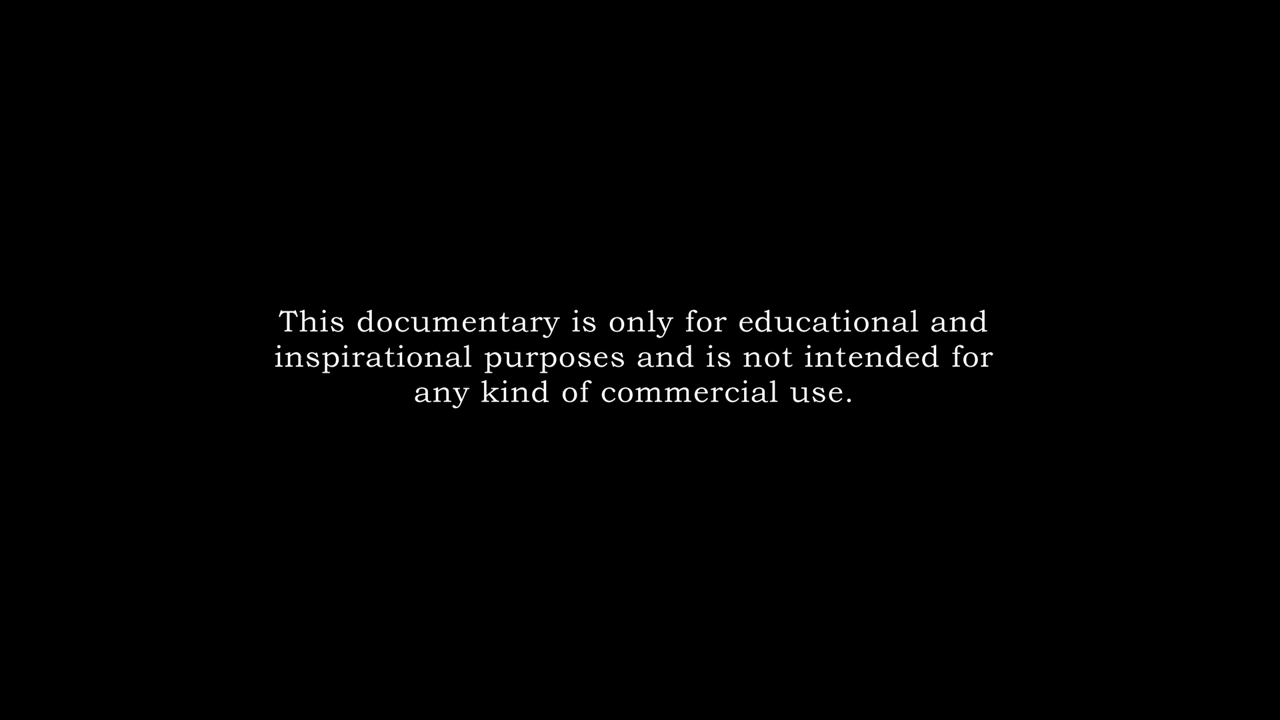 This documentary is only for educational and
inspirational purposes and is not intended for
any kind of commercial use.